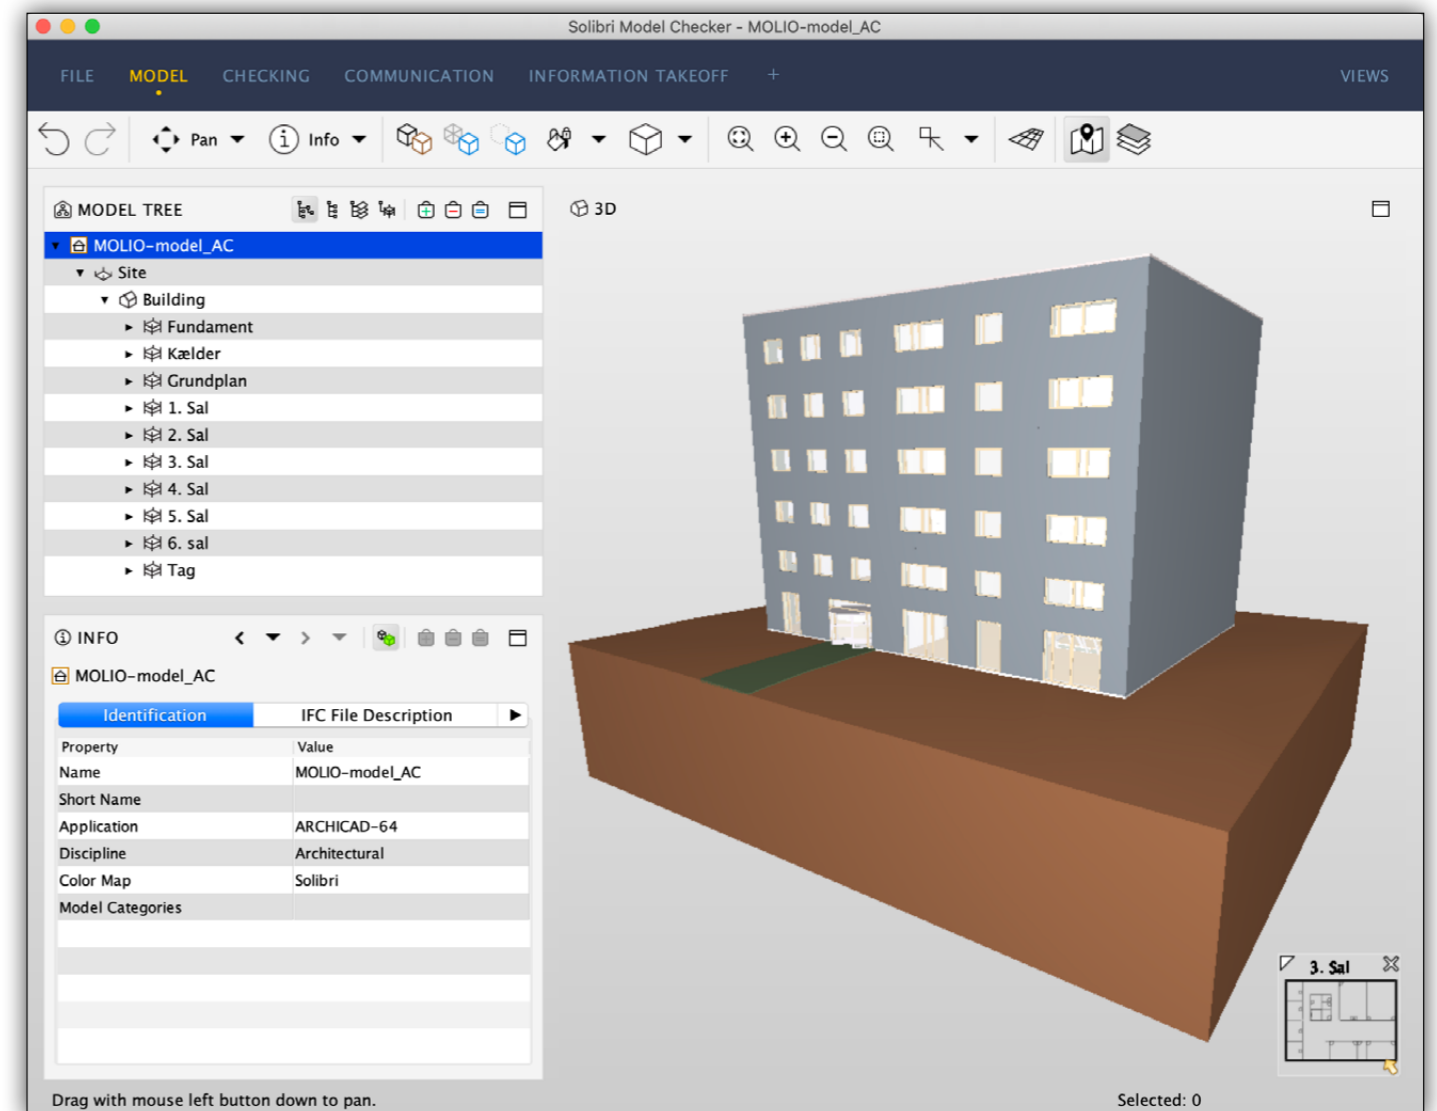 Solibri Model Checker - MOLIO-model_AC
FILE MODEL CHECKING COMMUNICATION INFORMATION TAKEOFF + VIEWS
Pan Info
MODEL TREE
3D
MOLIO-model_AC
Site
Building
Fundament
Kælder
Grundplan
1. Sal
2. Sal
3. Sal
4. Sal
5. Sal
6. sal
Tag
INFO
MOLIO-model_AC
Identification IFC File Description
Property Value
Name MOLIO-model_AC
Short Name
Application ARCHICAD-64
Discipline Architectural
Color Map Solibri
Model Categories
3. Sal
Drag with mouse left button down to pan. Selected: 0